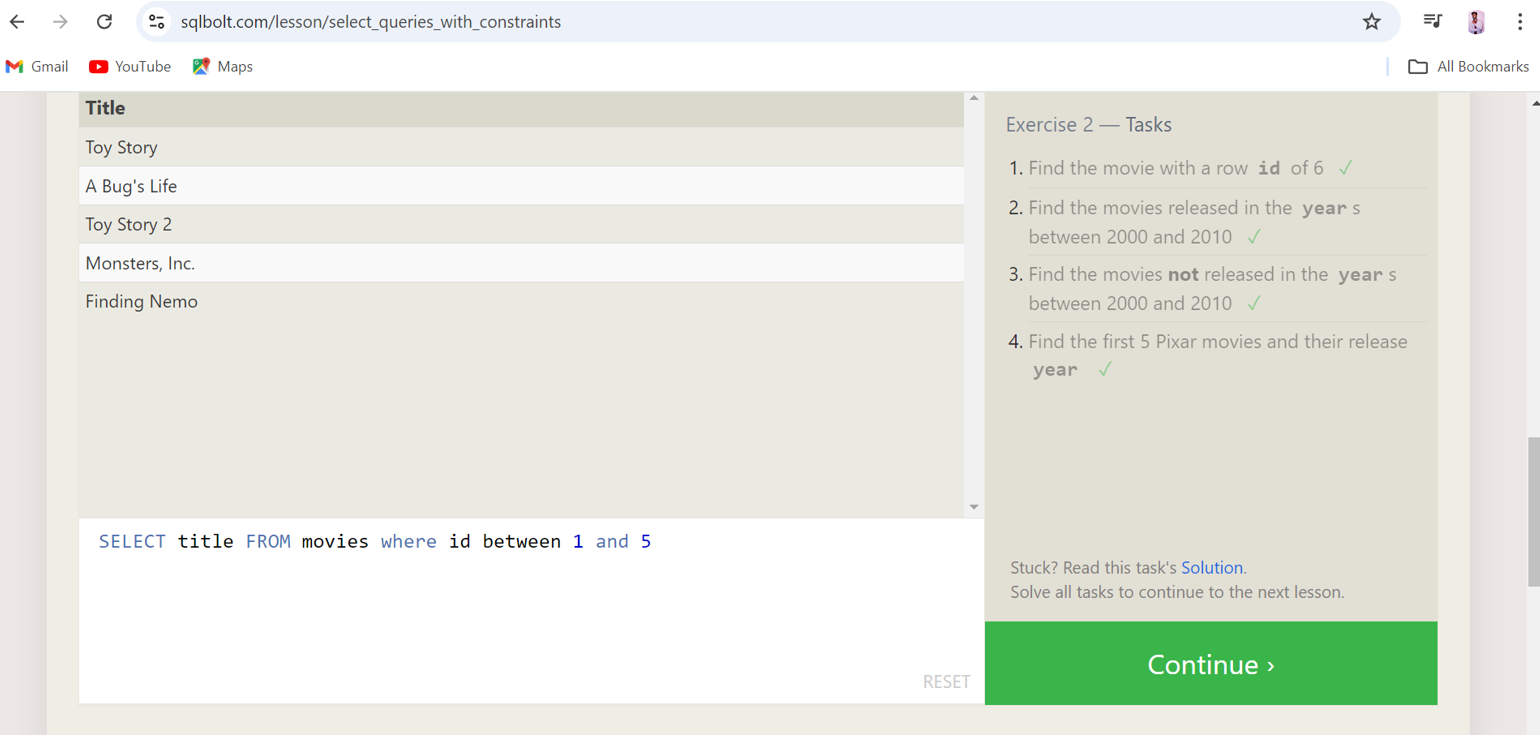 sqlbolt.com/lesson/select_queries_with_constraints
Gmail YouTube Maps All Bookmarks
Title
Toy Story
A Bug's Life
Toy Story 2
Monsters, Inc.
Finding Nemo
SELECT title FROM movies where id between 1 and 5
RESET
Exercise 2 — Tasks
1. Find the movie with a row id of 6 ✓
2. Find the movies released in the year s
between 2000 and 2010 ✓
3. Find the movies not released in the year s
between 2000 and 2010 ✓
4. Find the first 5 Pixar movies and their release
year ✓
Stuck? Read this task's Solution.
Solve all tasks to continue to the next lesson.
Continue ›